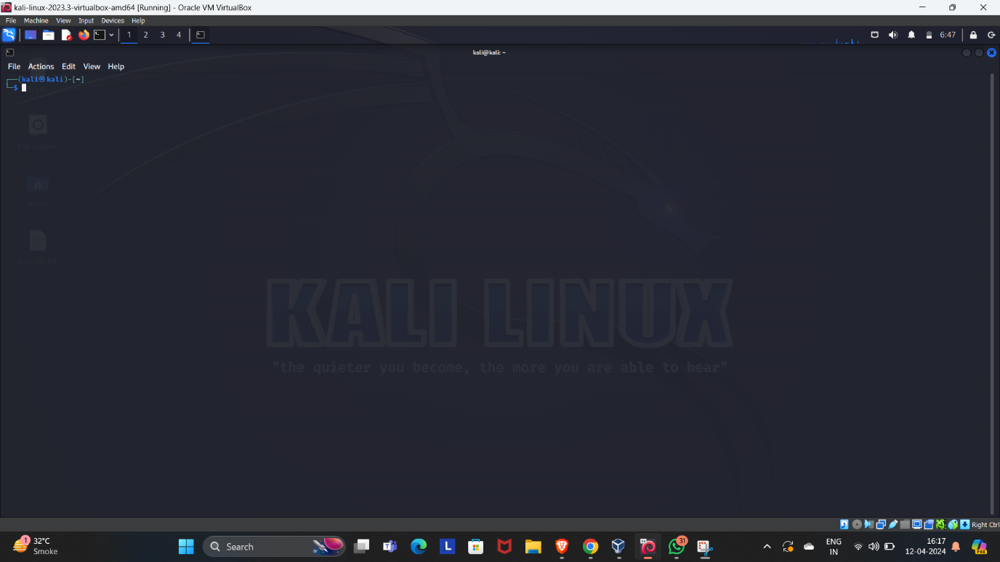 kali-linux-2023.3-virtualbox-amd64 [Running] - Oracle VM VirtualBox
File Machine View Input Devices Help
1 2 3 4 6:47
kali@kali: ~
File Actions Edit View Help
┌──(kali㉿kali)-[~]
└─$
File System
Home
KALI LINUX
"the quieter you become, the more you are able to hear"
Right Ctrl
1 32°C
Smoke
Search
L
31
ENG
IN
16:17
12-04-2024
PRE